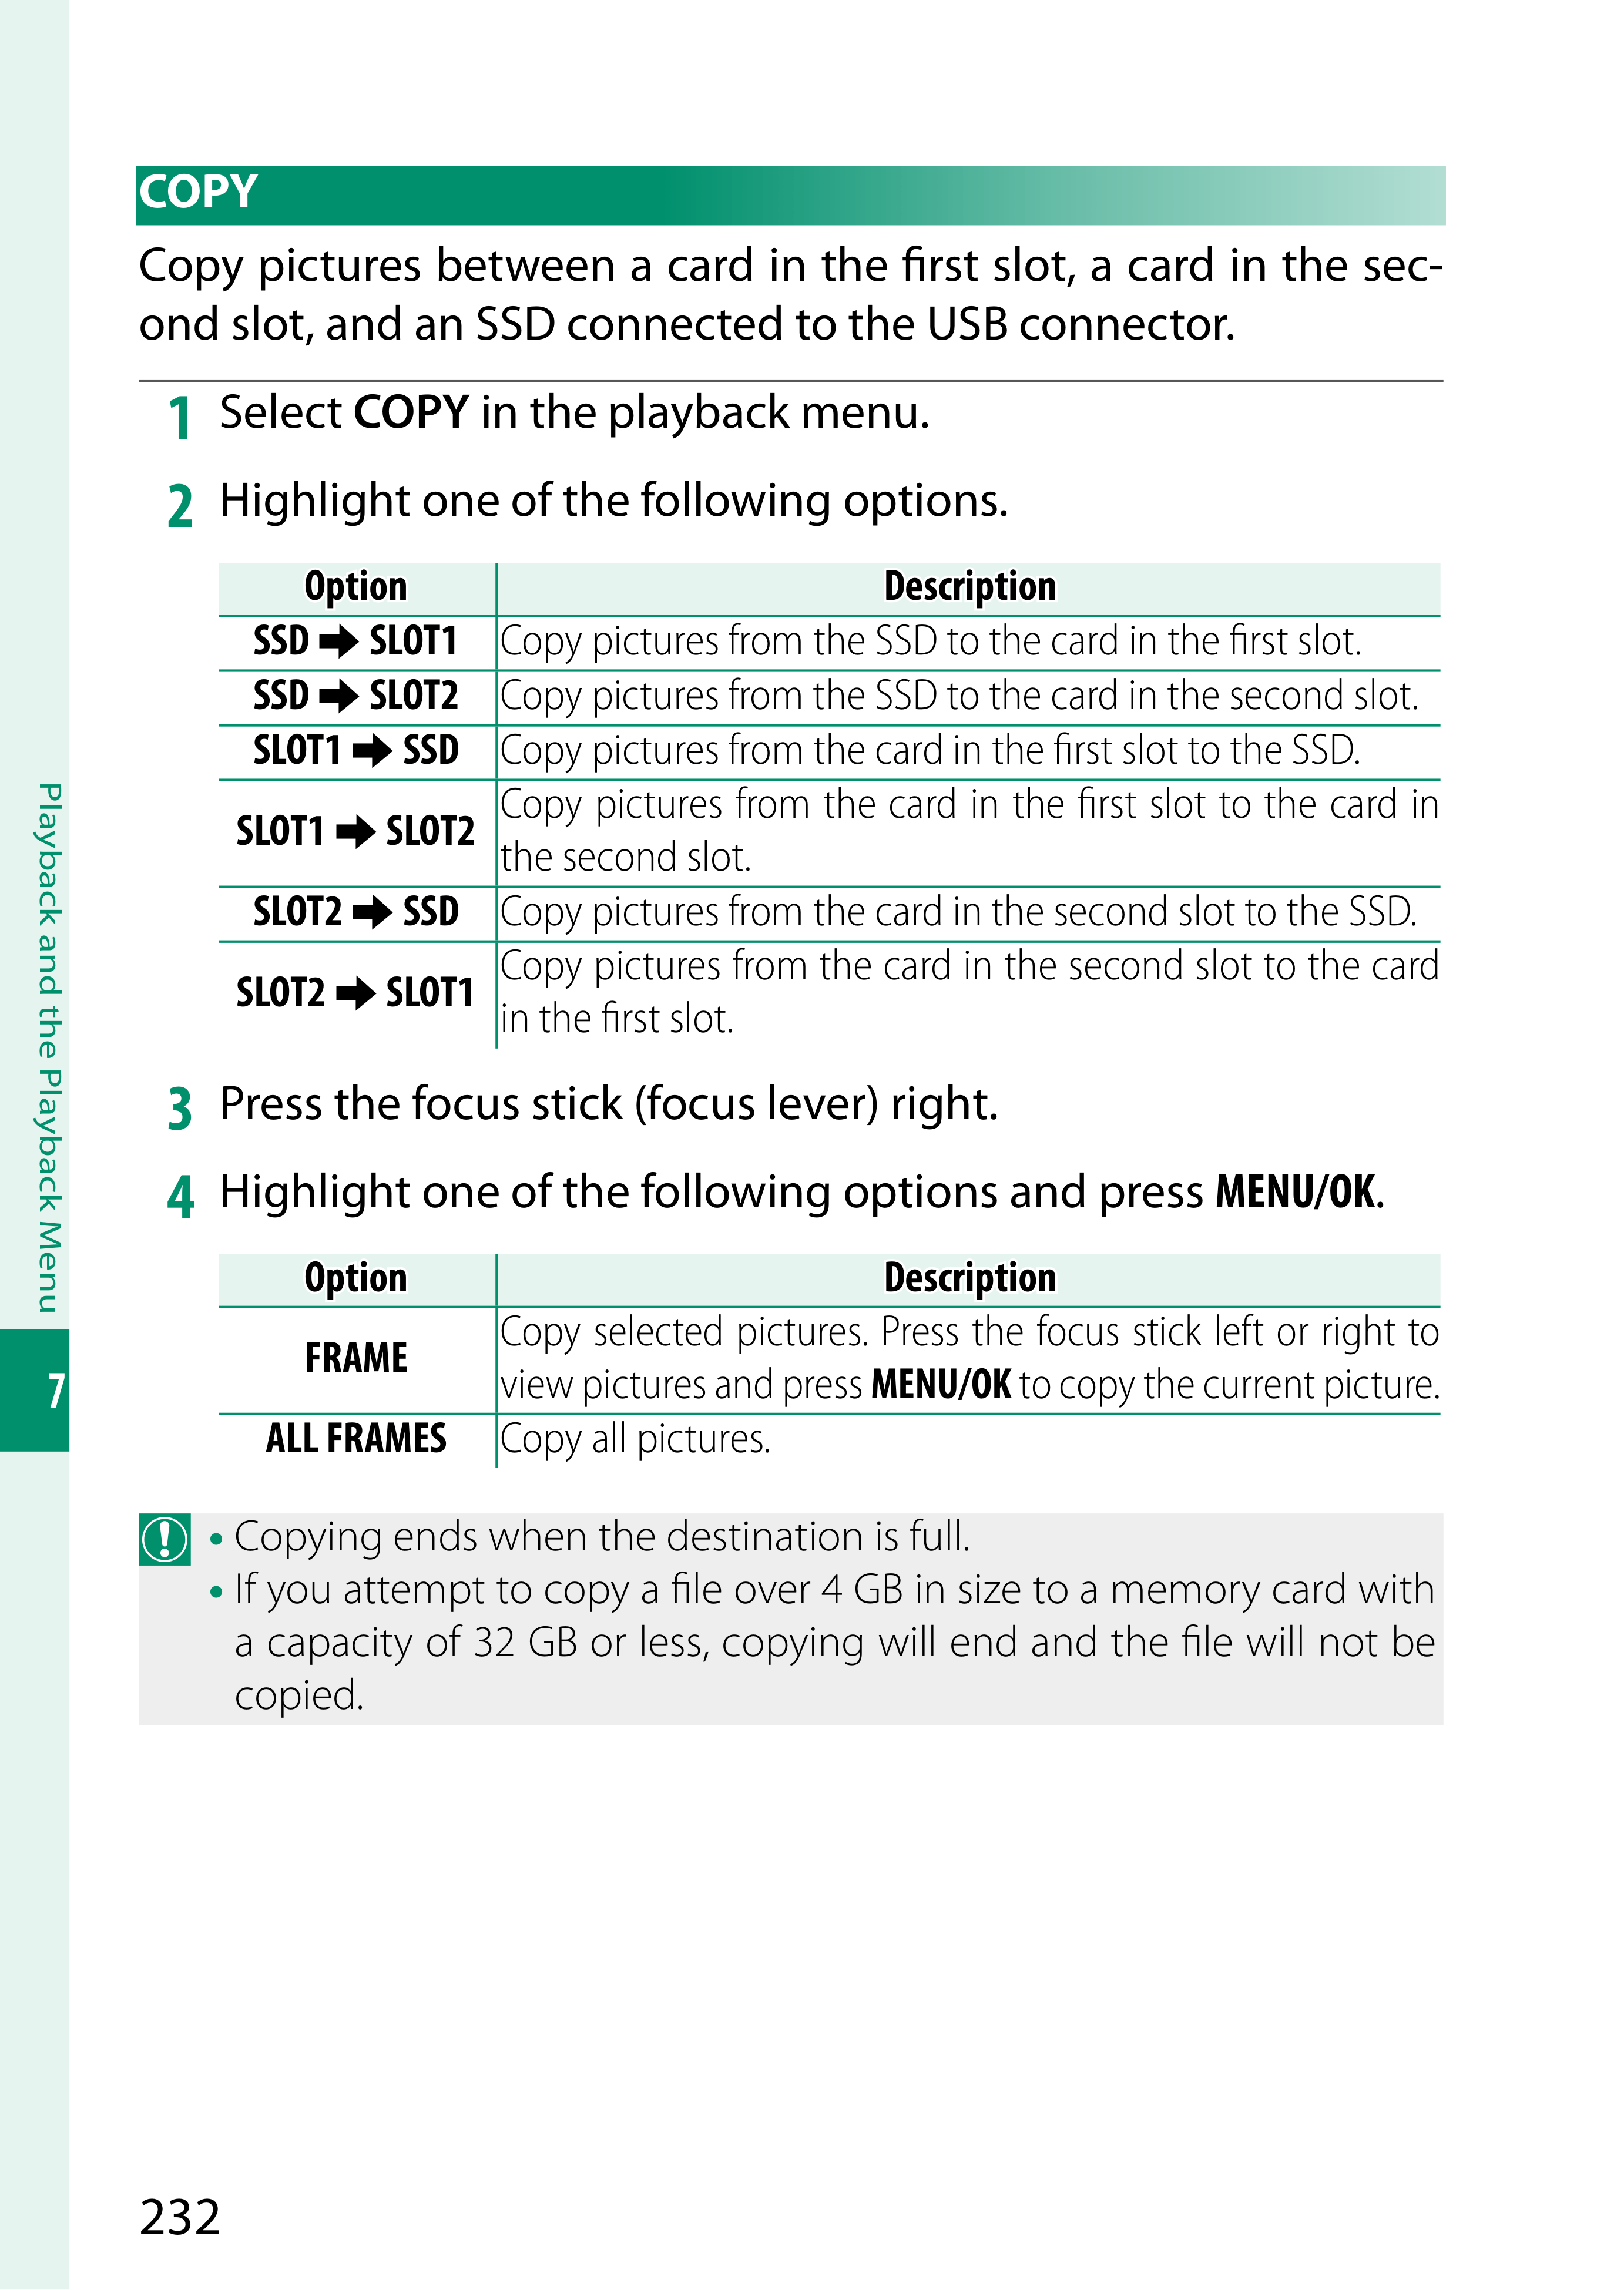 COPY
Copy pictures between a card in the first slot, a card in the sec-
ond slot, and an SSD connected to the USB connector.
1 Select COPY in the playback menu.
2 Highlight one of the following options.
Option Description
SSD ➡ SLOT1 Copy pictures from the SSD to the card in the first slot.
SSD ➡ SLOT2 Copy pictures from the SSD to the card in the second slot.
SLOT1 ➡ SSD Copy pictures from the card in the first slot to the SSD.
SLOT1 ➡ SLOT2 Copy pictures from the card in the first slot to the card in
the second slot.
SLOT2 ➡ SSD Copy pictures from the card in the second slot to the SSD.
SLOT2 ➡ SLOT1 Copy pictures from the card in the second slot to the card
in the first slot.
3 Press the focus stick (focus lever) right.
4 Highlight one of the following options and press MENU/OK.
Option Description
FRAME Copy selected pictures. Press the focus stick left or right to
view pictures and press MENU/OK to copy the current picture.
ALL FRAMES Copy all pictures.
• Copying ends when the destination is full.
• If you attempt to copy a file over 4 GB in size to a memory card with
a capacity of 32 GB or less, copying will end and the file will not be
copied.
Playback and the Playback Menu
7
232